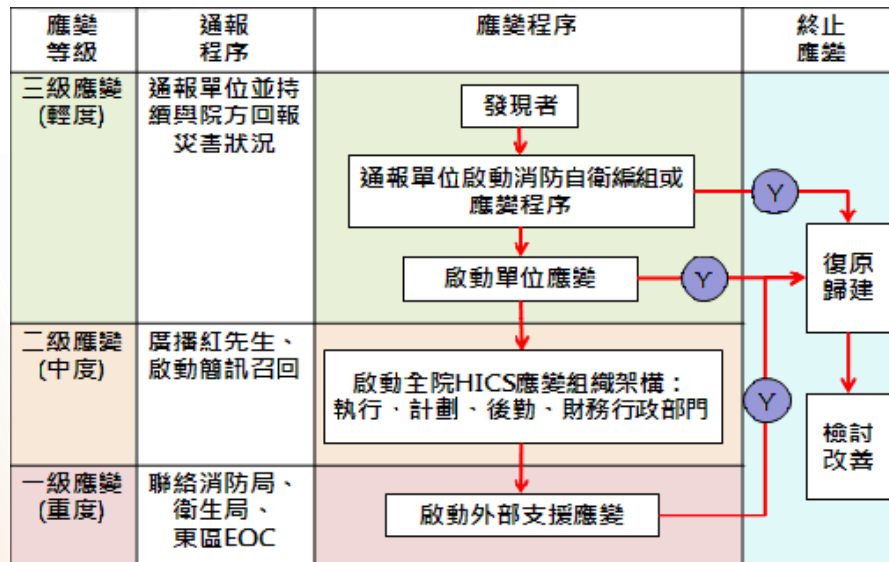 應變
等級
通報
程序
應變程序
終止
應變
三級應變
(輕度)
通報單位並持
續與院方回報
災害狀況
發現者
通報單位啟動消防自衛編組或
應變程序
Y
啟動單位應變
Y
復原
歸建
二級應變
(中度)
廣播紅先生、
啟動簡訊召回
啟動全院HICS應變組織架構：
執行、計劃、後勤、財務行政部門
Y
檢討
改善
一級應變
(重度)
聯絡消防局、
衛生局、
東區EOC
啟動外部支援應變